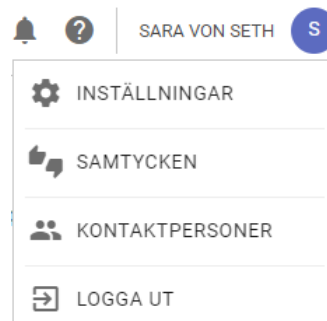 SARA VON SETH S
INSTÄLLNINGAR
SAMTYCKEN
KONTAKTPERSONER
LOGGA UT